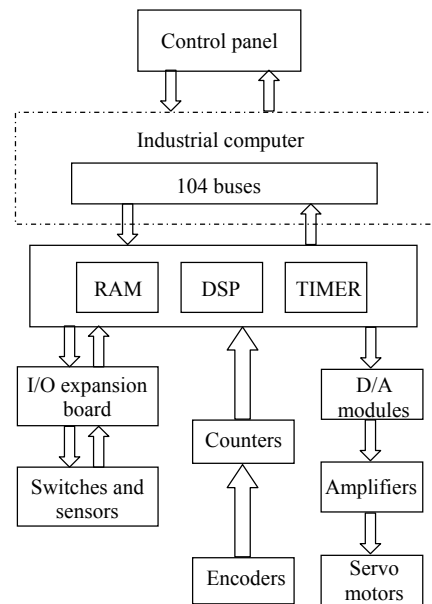 Control panel
Industrial computer
104 buses
RAM
DSP
TIMER
I/O expansion
board
D/A
modules
Counters
Switches and
sensors
Amplifiers
Encoders
Servo
motors